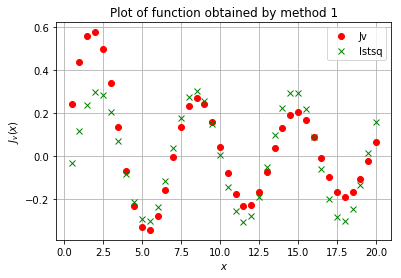 Plot of function obtained by method 1
Jv
lstsq
Jᵥ(x)
0.6
0.4
0.2
0.0
−0.2
0.0 2.5 5.0 7.5 10.0 12.5 15.0 17.5 20.0
x